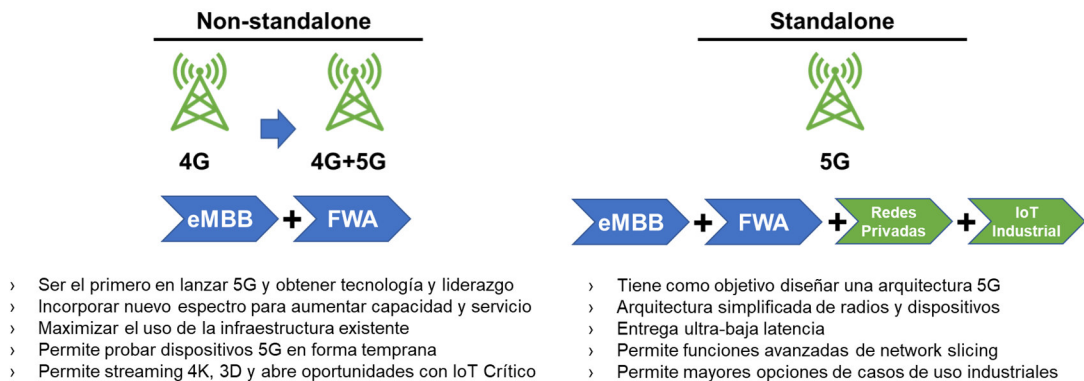 Non-standalone
4G
4G+5G
eMBB + FWA
› Ser el primero en lanzar 5G y obtener tecnología y liderazgo
› Incorporar nuevo espectro para aumentar capacidad y servicio
› Maximizar el uso de la infraestructura existente
› Permite probar dispositivos 5G en forma temprana
› Permite streaming 4K, 3D y abre oportunidades con IoT Crítico
Standalone
5G
eMBB + FWA + Redes Privadas + IoT Industrial
› Tiene como objetivo diseñar una arquitectura 5G
› Arquitectura simplificada de radios y dispositivos
› Entrega ultra-baja latencia
› Permite funciones avanzadas de network slicing
› Permite mayores opciones de casos de uso industriales